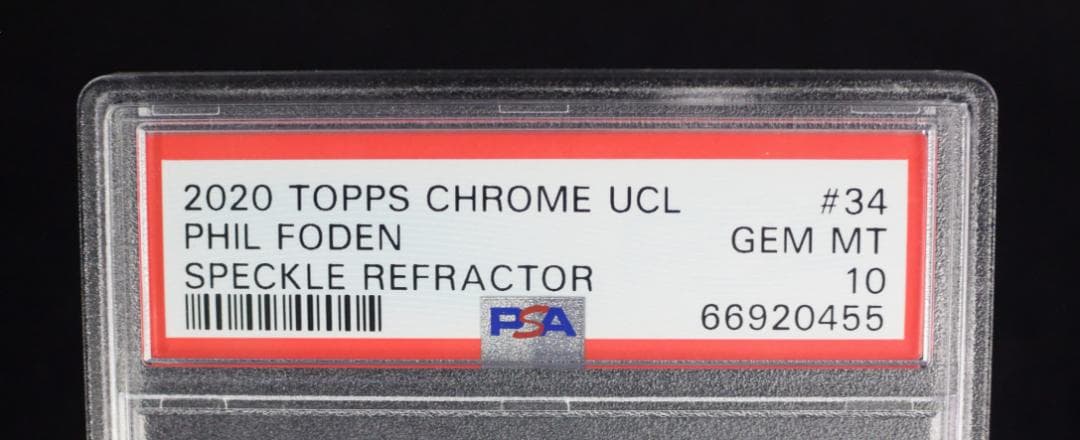 2020 TOPPS CHROME UCL #34
PHIL FODEN GEM MT
SPECKLE REFRACTOR 10
PSA 66920455